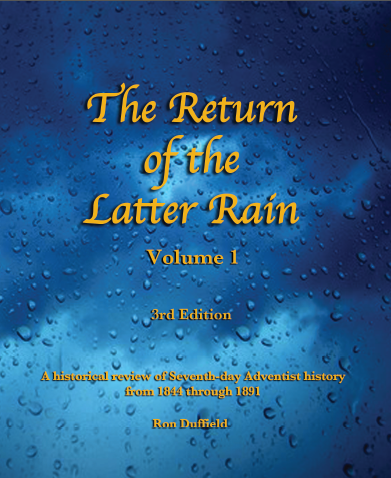 The Return
of the
Latter Rain
Volume 1
3rd Edition
A historical review of Seventh-day Adventist history
from 1844 through 1891
Ron Duffield